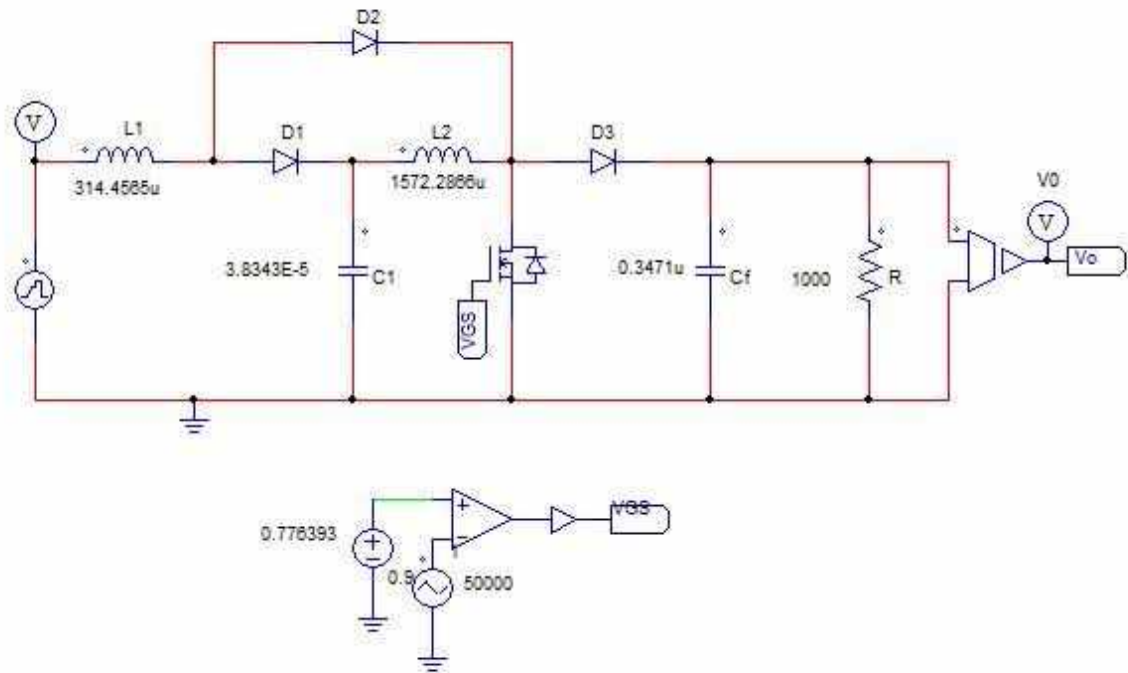 D2
V
L1
D1
L2
D3
314.4565u
1572.2866u
V0
V
3.8343E-5
C1
VGS
0.3471u
Cf
1000
R
Vo
0.776393
+
-
+
-
VGS
0.9
50000